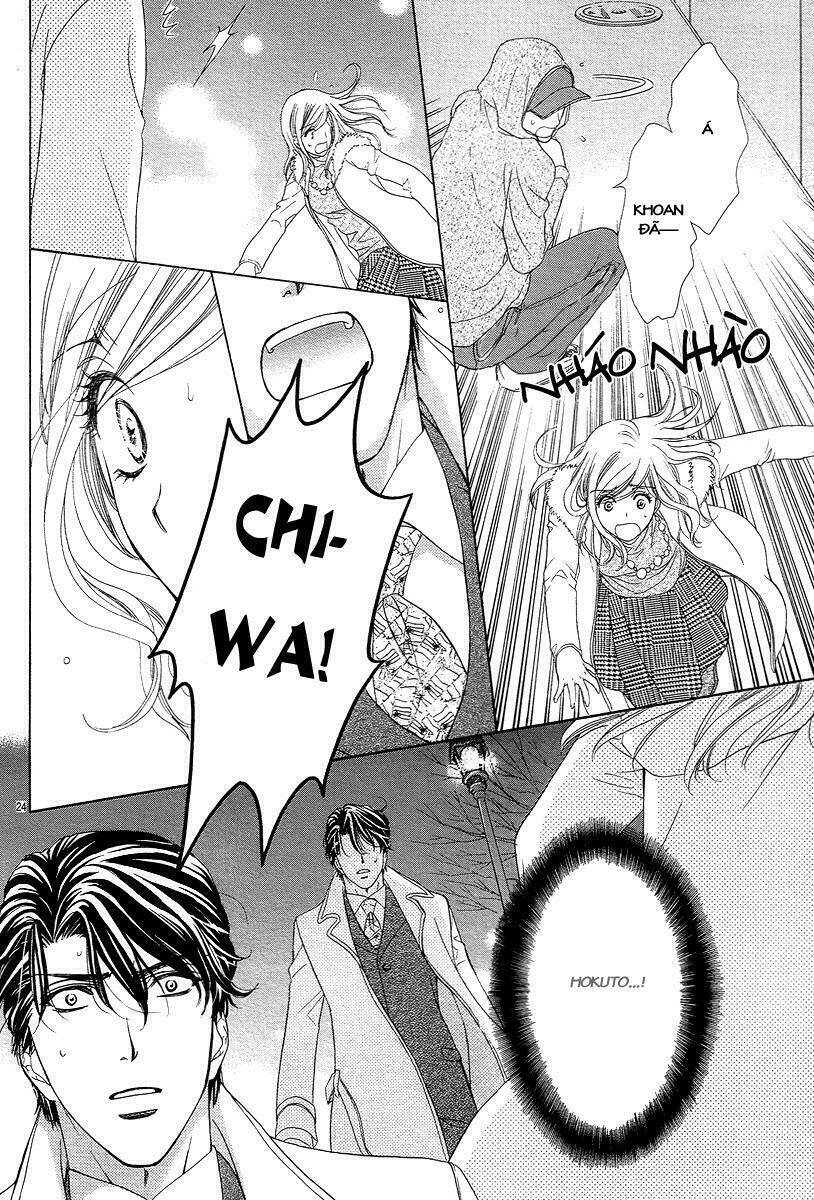 Á
KHOAN
ĐÃ—
NHÁO NHÀO
CHI-
WA!
HOKUTO...!
24